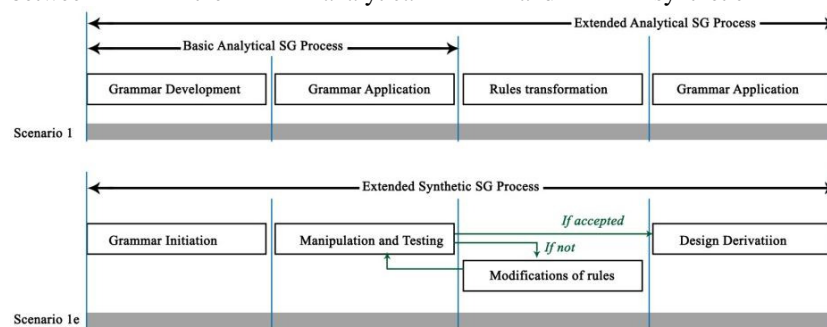 Extended Analytical SG Process
Basic Analytical SG Process
Grammar Development
Grammar Application
Rules transformation
Grammar Application
Scenario 1
Extended Synthetic SG Process
If accepted
Grammar Initiation
Manipulation and Testing
Design Derivatiion
If not
Modifications of rules
Scenario 1e